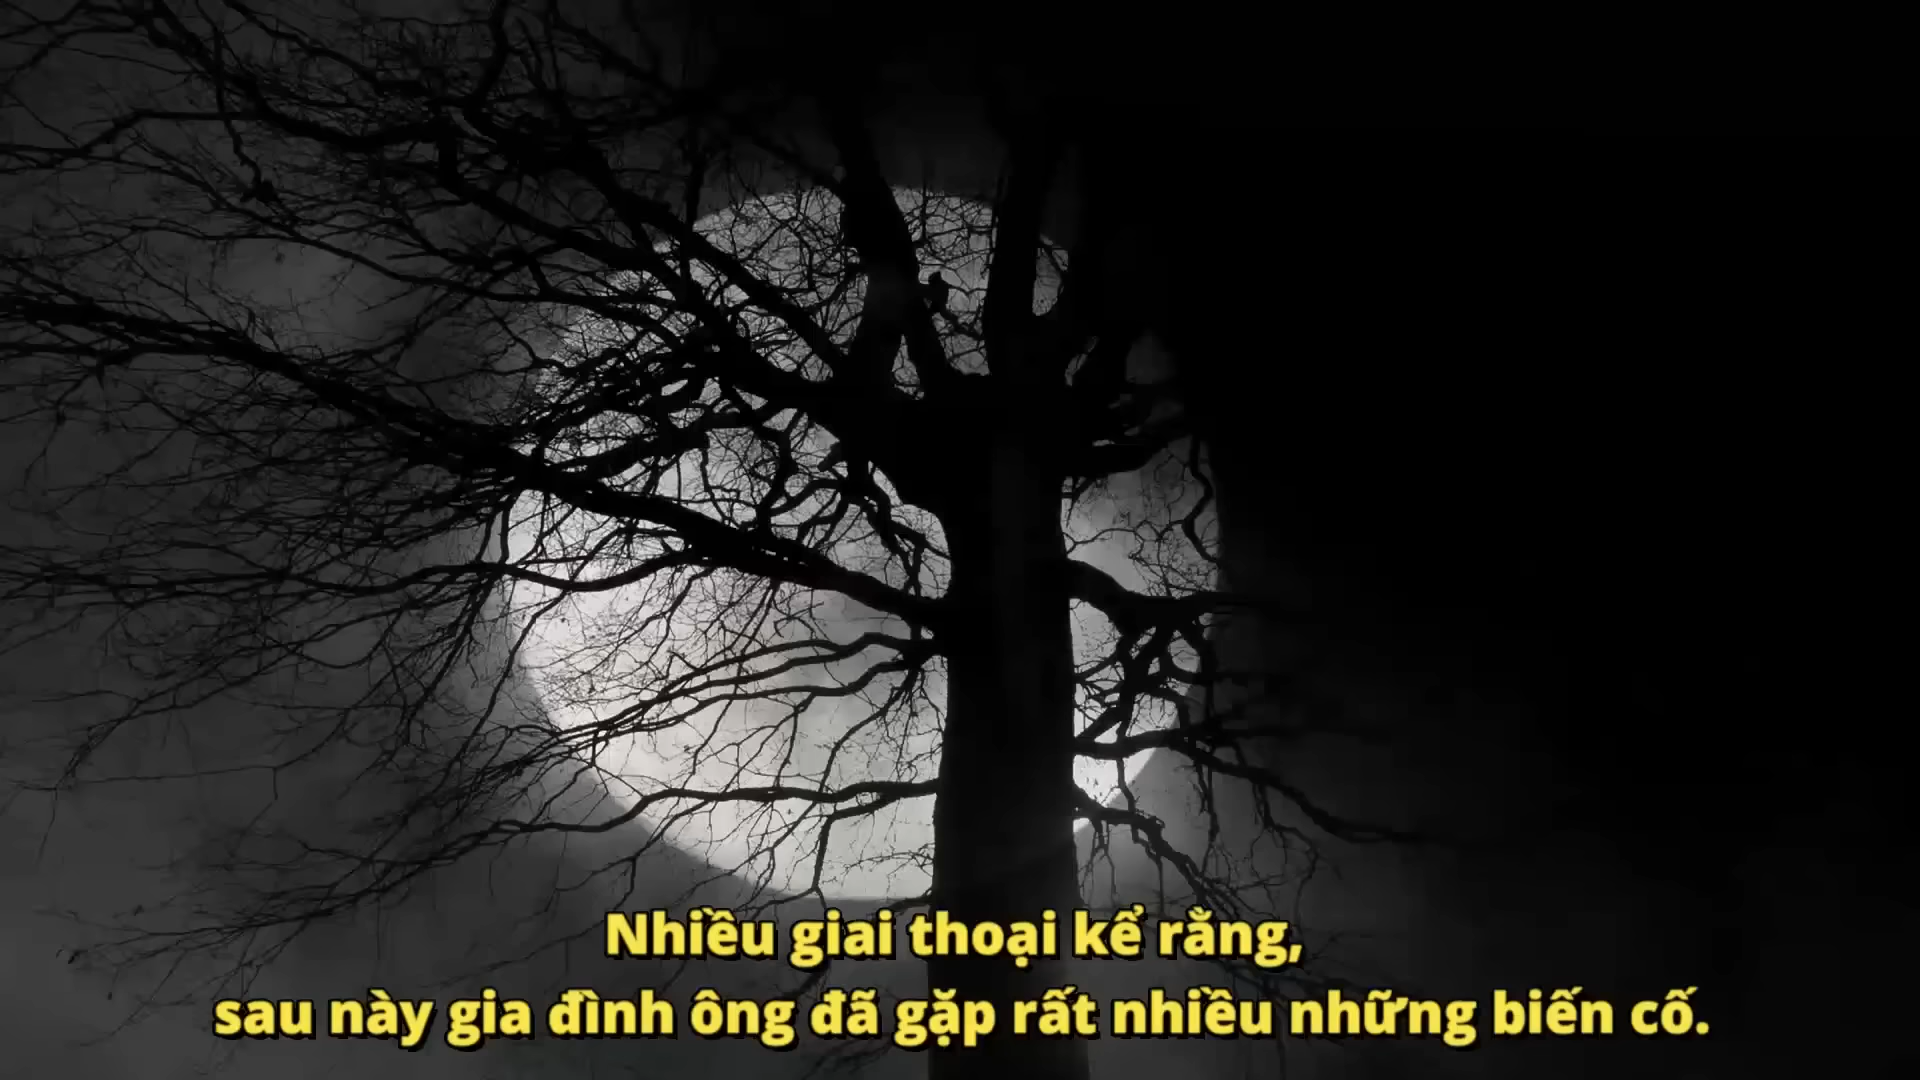 Nhiều giai thoại kể rằng,
sau này gia đình ông đã gặp rất nhiều những biến cố.